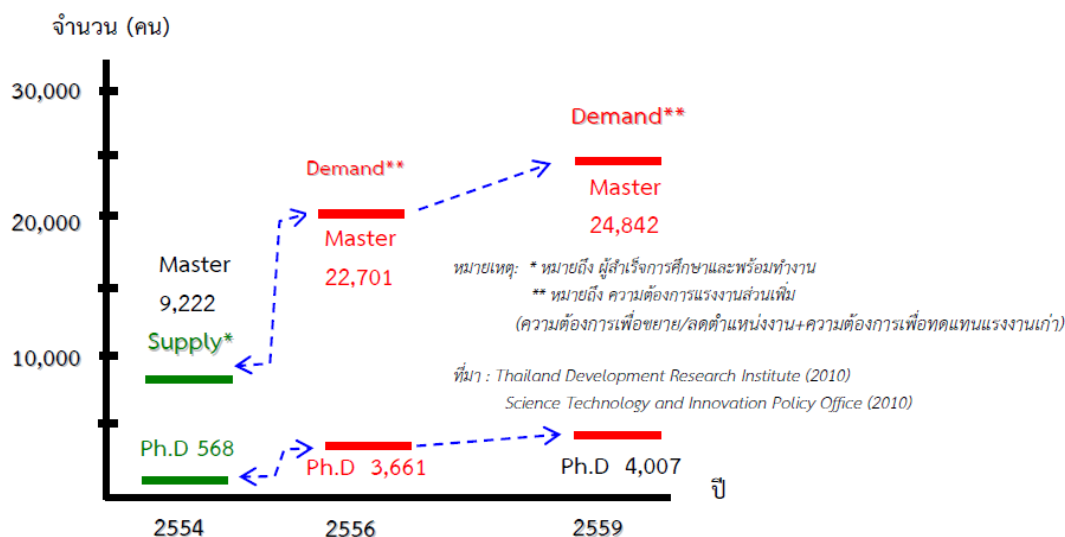 จำนวน (คน)
30,000
20,000
10,000
Demand**
Master
24,842
Demand**
Master
22,701
Master
9,222
Supply*
หมายเหตุ: * หมายถึง ผู้สำเร็จการศึกษาและพร้อมทำงาน
** หมายถึง ความต้องการแรงงานส่วนเพิ่ม
(ความต้องการเพื่อขยาย/ลดตำแหน่งงาน+ความต้องการเพื่อทดแทนแรงงานเก่า)
ที่มา : Thailand Development Research Institute (2010)
Science Technology and Innovation Policy Office (2010)
Ph.D 568
Ph.D 3,661
Ph.D 4,007
ปี
2554
2556
2559